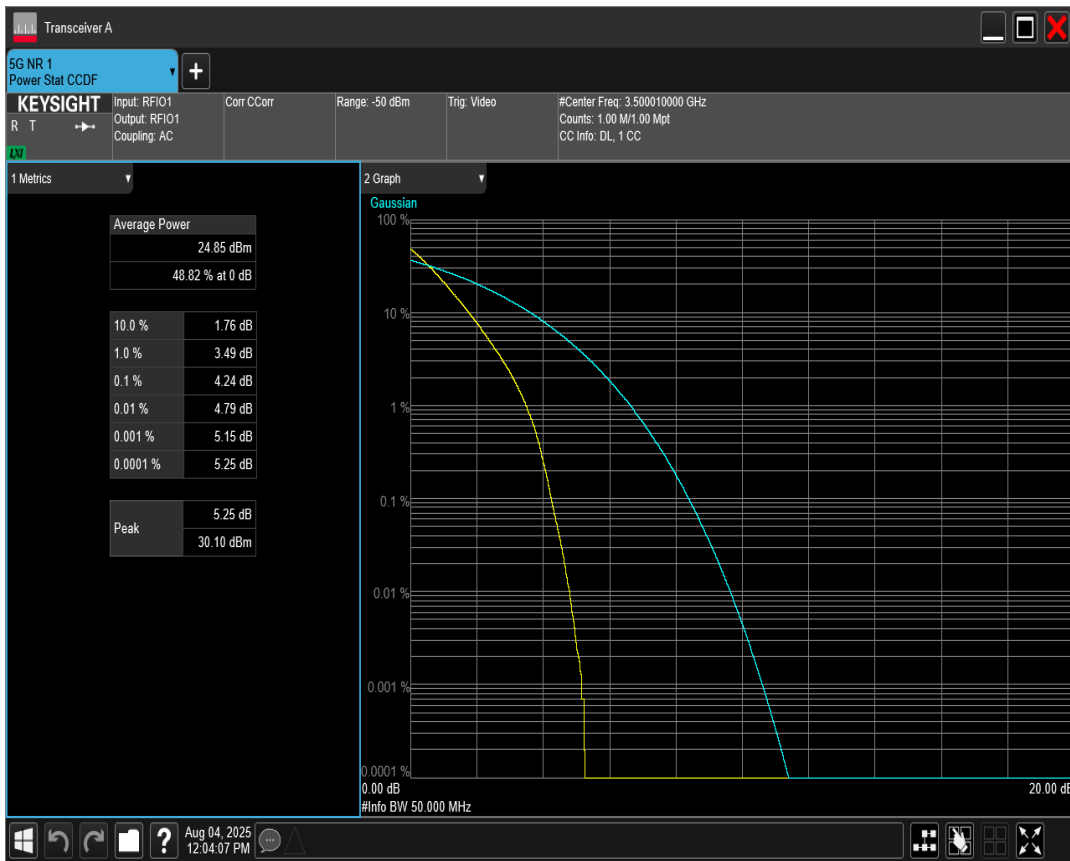 Transceiver A
5G NR 1
Power Stat CCDF
KEYSIGHT
R T
LXI
Input: RFIO1
Output: RFIO1
Coupling: AC
Corr CCorr
Range: -50 dBm
Trig: Video
#Center Freq: 3.500010000 GHz
Counts: 1.00 M/1.00 Mpt
CC Info: DL, 1 CC
1 Metrics
Average Power
24.85 dBm
48.82 % at 0 dB
10.0 % 1.76 dB
1.0 % 3.49 dB
0.1 % 4.24 dB
0.01 % 4.79 dB
0.001 % 5.15 dB
0.0001 % 5.25 dB
Peak
5.25 dB
30.10 dBm
2 Graph
Gaussian
100 %
10 %
1 %
0.1 %
0.01 %
0.001 %
0.0001 %
0.00 dB 20.00 dB
#Info BW 50.000 MHz
?
Aug 04, 2025
12:04:07 PM